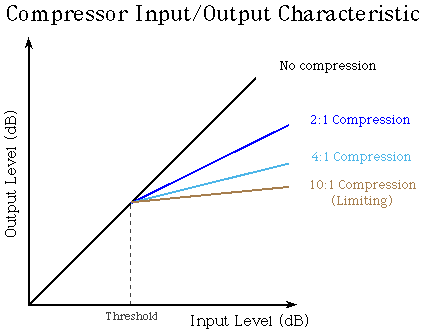 Compressor Input/Output Characteristic
No compression
2:1 Compression
4:1 Compression
10:1 Compression
(Limiting)
Output Level (dB)
Threshold
Input Level (dB)